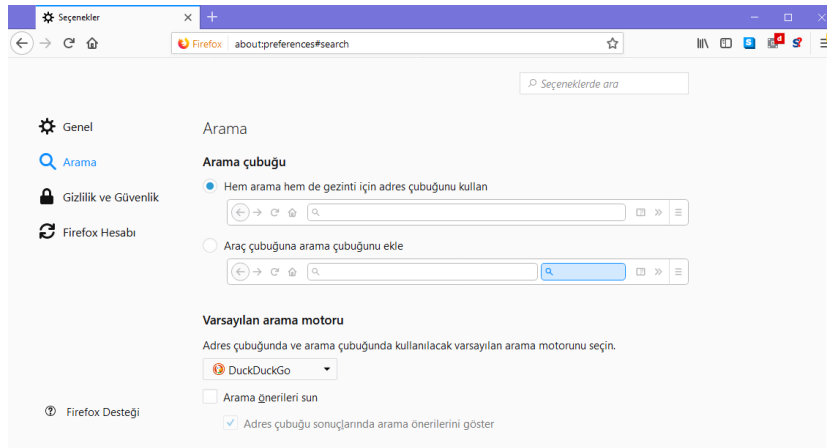 Seçenekler
Firefox about:preferences#search
Seçeneklerde ara
Genel
Arama
Gizlilik ve Güvenlik
Firefox Hesabı
Firefox Desteği
Arama
Arama çubuğu
Hem arama hem de gezinti için adres çubuğunu kullan
Araç çubuğuna arama çubuğunu ekle
Varsayılan arama motoru
Adres çubuğunda ve arama çubuğunda kullanılacak varsayılan arama motorunu seçin.
DuckDuckGo
Arama önerileri sun
Adres çubuğu sonuçlarında arama önerilerini göster